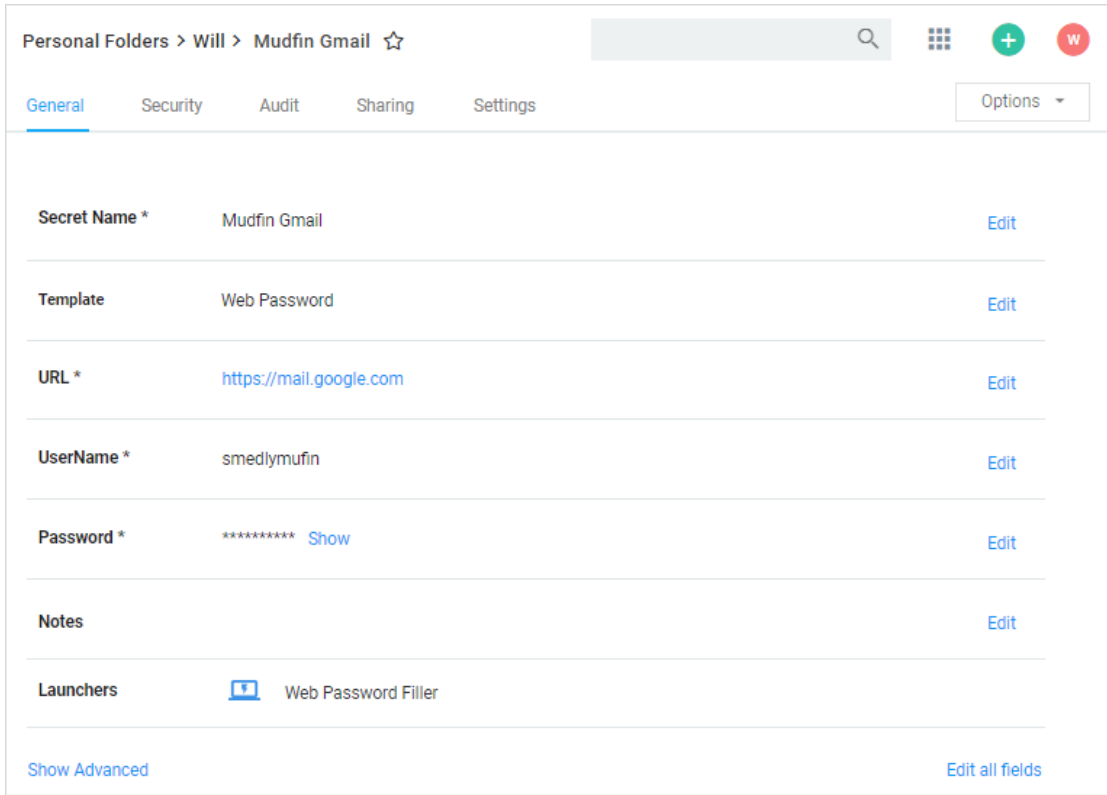 Personal Folders > Will > Mudfin Gmail
W
General Security Audit Sharing Settings Options
Secret Name * Mudfin Gmail Edit
Template Web Password Edit
URL * https://mail.google.com Edit
UserName * smedlymufin Edit
Password * ********** Show Edit
Notes Edit
Launchers Web Password Filler
Show Advanced Edit all fields